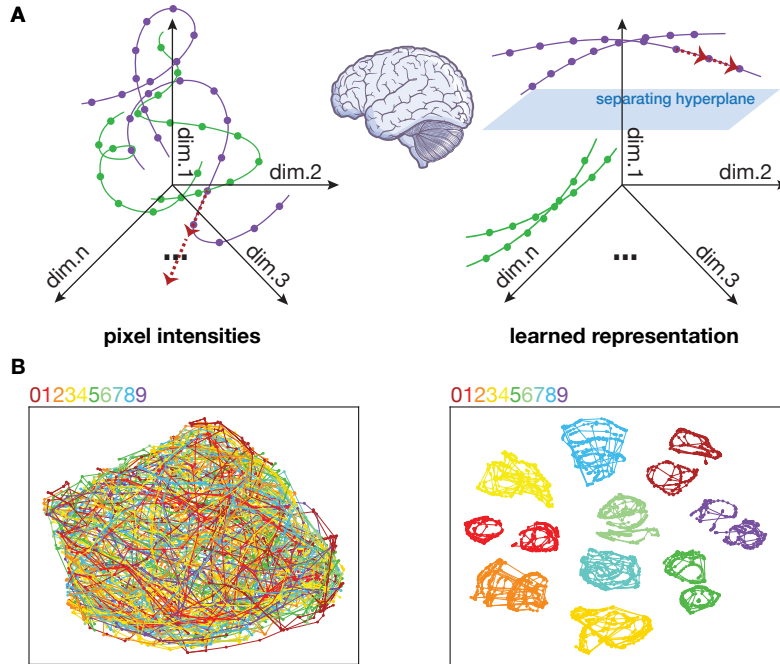 A
separating hyperplane
dim.1
dim.2
dim.n
dim.3
...
pixel intensities
dim.1
dim.2
dim.n
dim.3
...
learned representation
B
0123456789
0123456789